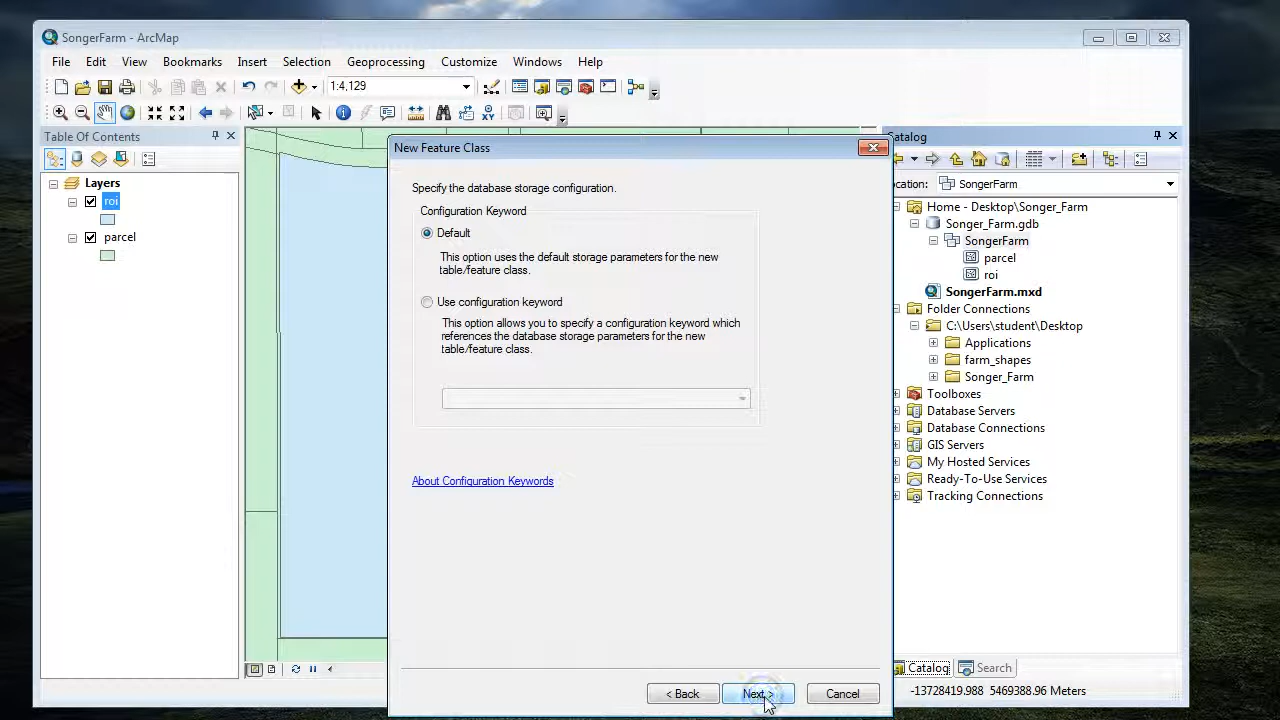 SongerFarm - ArcMap
File Edit View Bookmarks Insert Selection Geoprocessing Customize Windows Help
1:4,129
Table Of Contents
Layers
roi
parcel
New Feature Class
Specify the database storage configuration.
Configuration Keyword
Default
This option uses the default storage parameters for the new
table/feature class.
Use configuration keyword
This option allows you to specify a configuration keyword which
references the database storage parameters for the new
table/feature class.
About Configuration Keywords
< Back Next > Cancel
Catalog
ocation: SongerFarm
Home - Desktop\Songer_Farm
Songer_Farm.gdb
SongerFarm
parcel
roi
SongerFarm.mxd
Folder Connections
C:\Users\student\Desktop
Applications
farm_shapes
Songer_Farm
Toolboxes
Database Servers
Database Connections
GIS Servers
My Hosted Services
Ready-To-Use Services
Tracking Connections
Catalog Search
-13728419.988 5469388.96 Meters